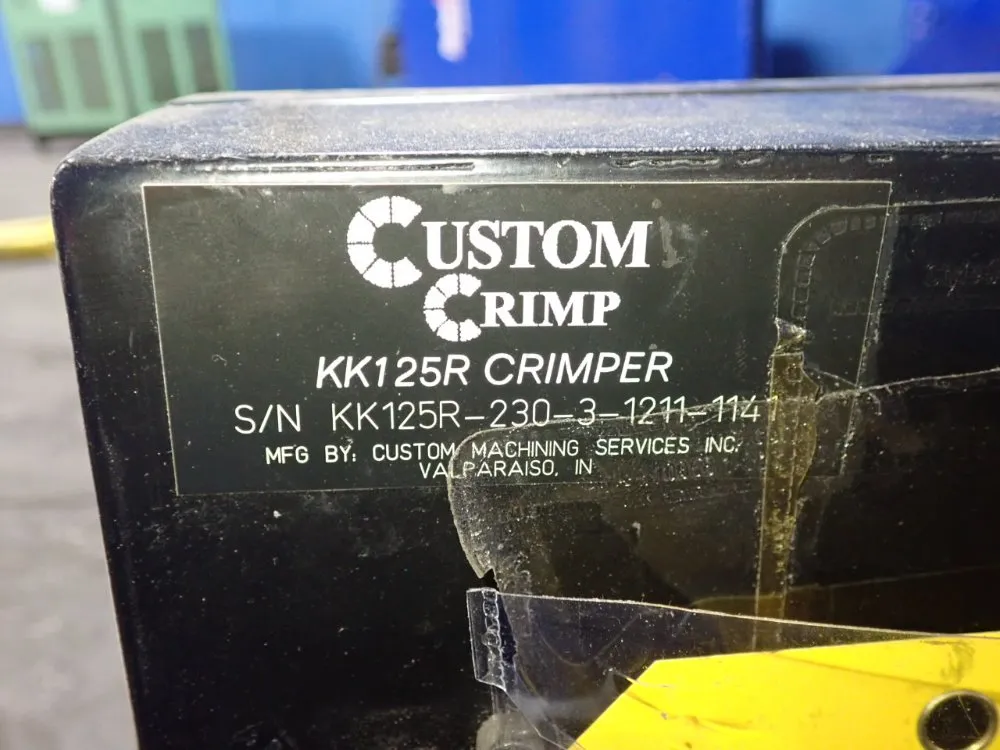 CUSTOM
CRIMP
KK125R CRIMPER
S/N KK125R-230-3-1211-1141
MFG BY: CUSTOM MACHINING SERVICES INC.
VALPARAISO, IN